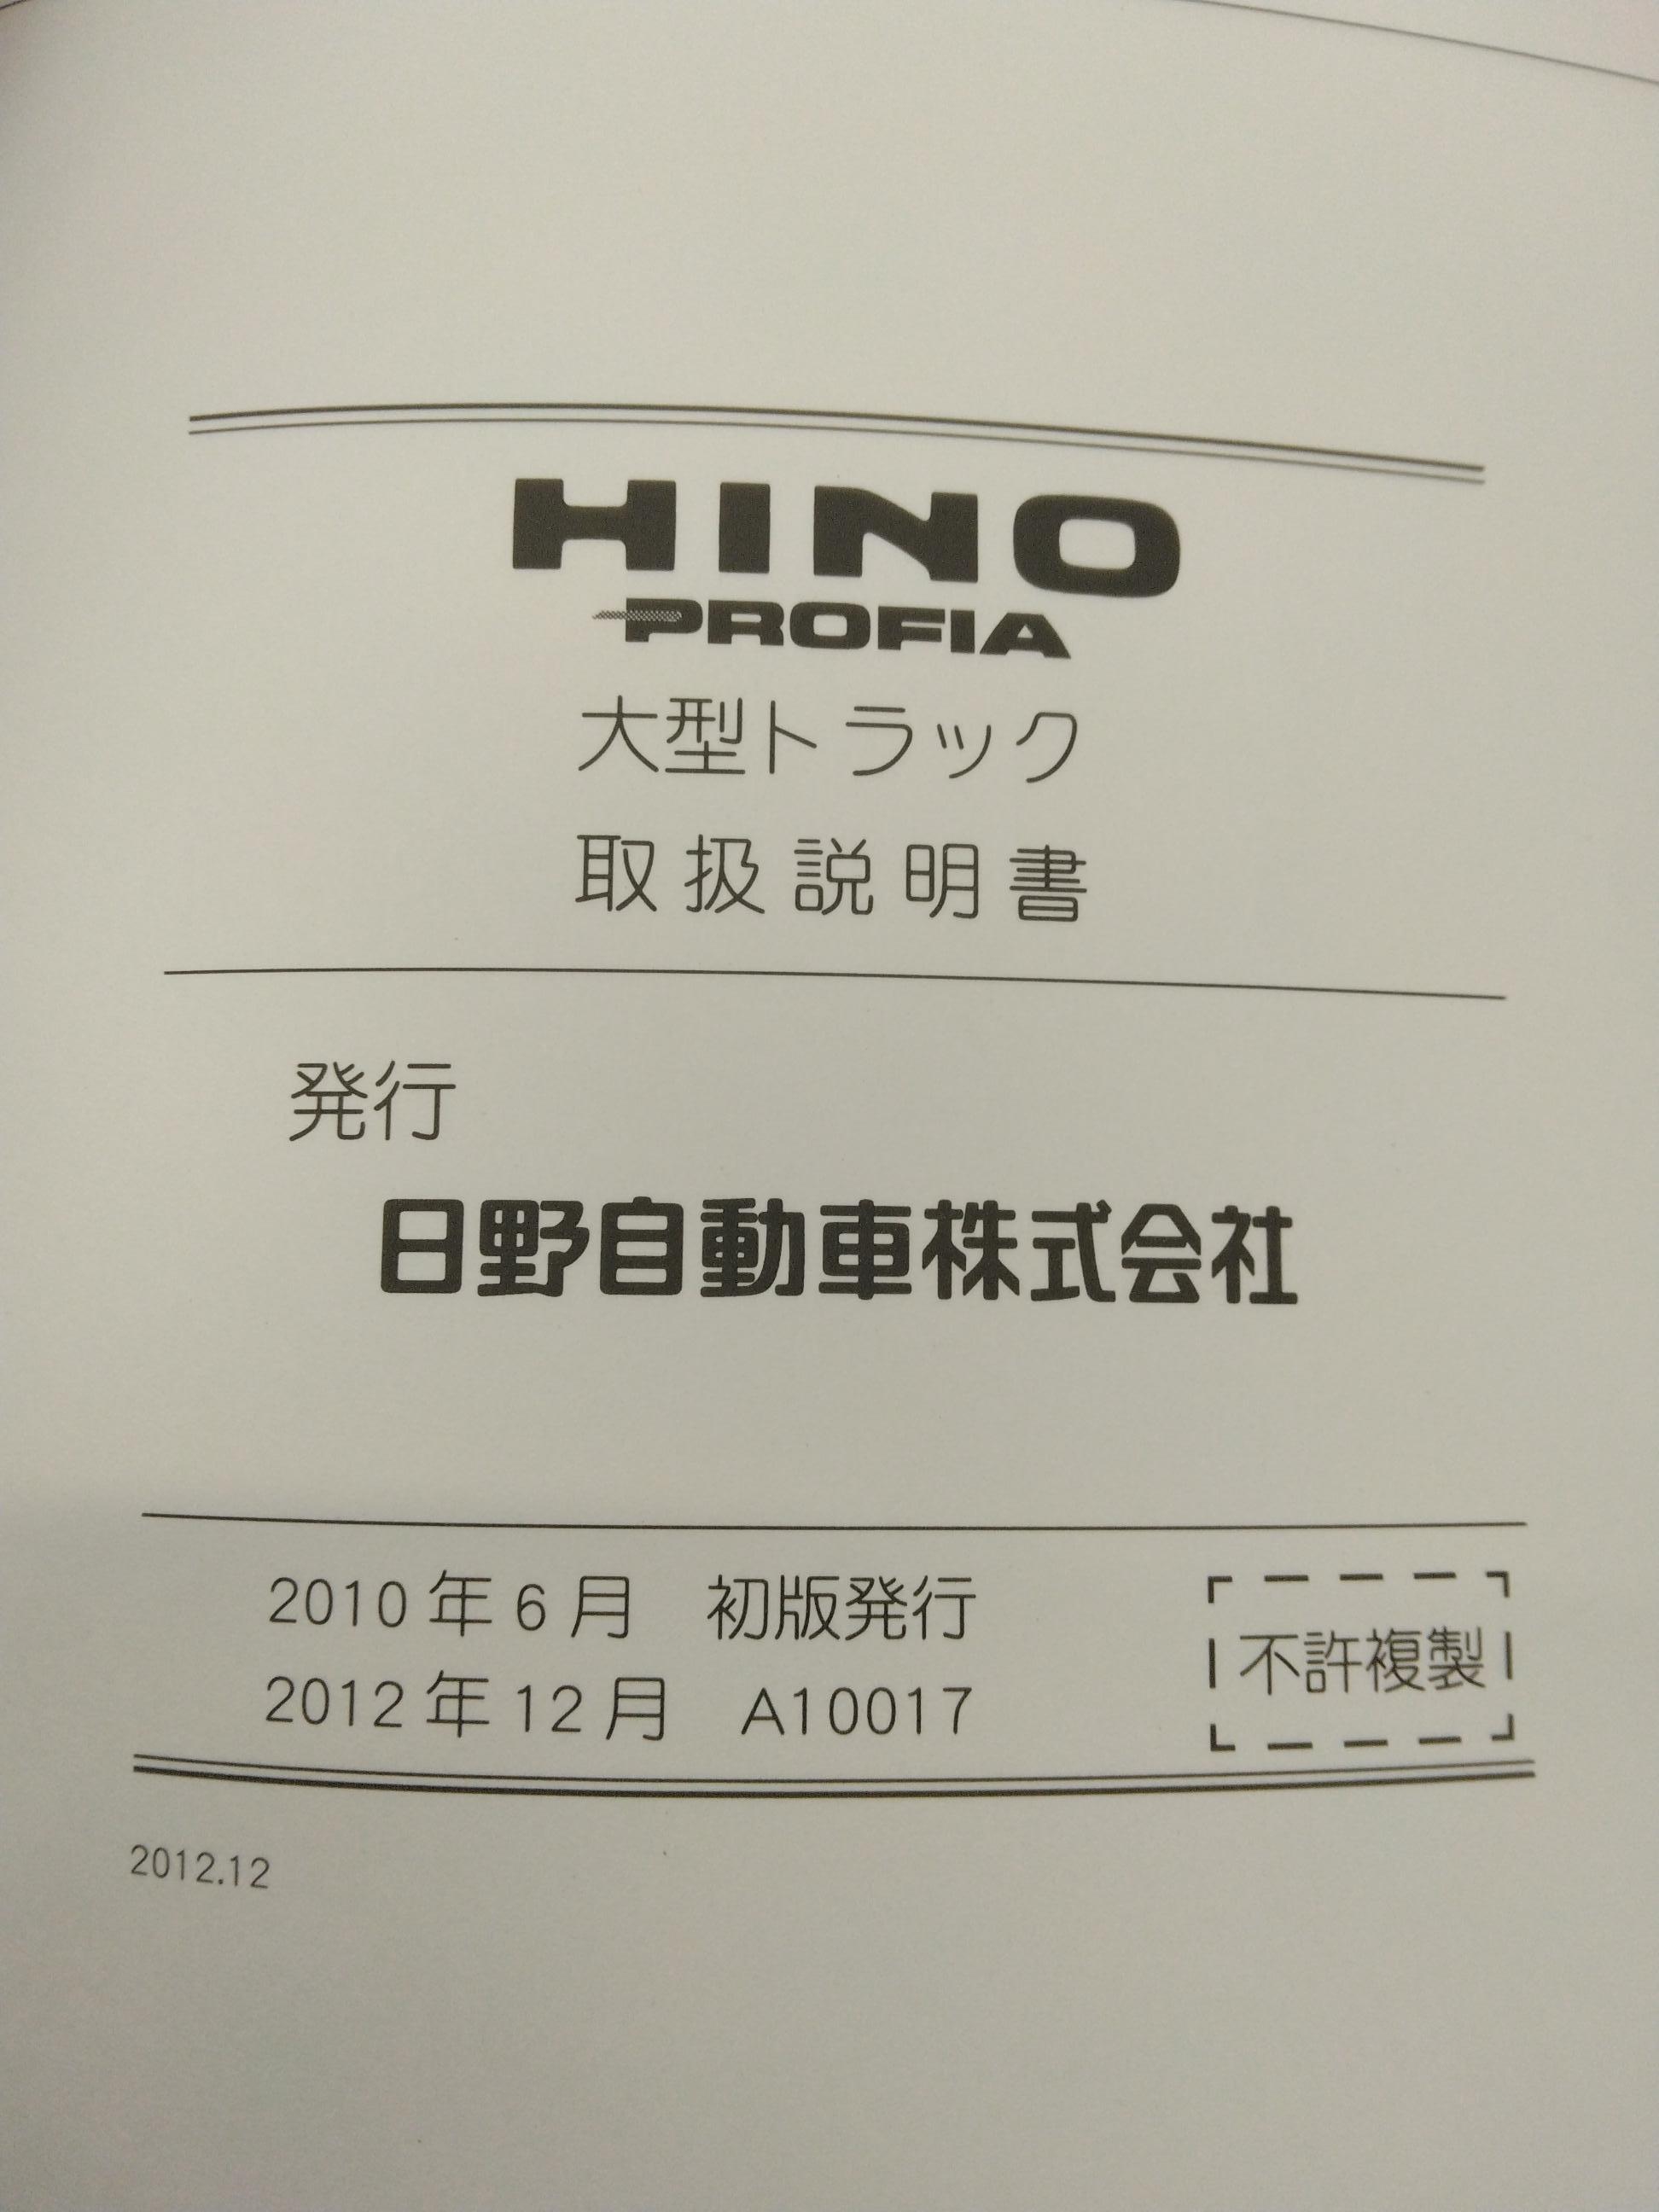 HINO
PROFIA
大型トラック
取扱説明書
発行
日野自動車株式会社
2010年6月 初版発行
不許複製
2012年12月 A10017
2012.12